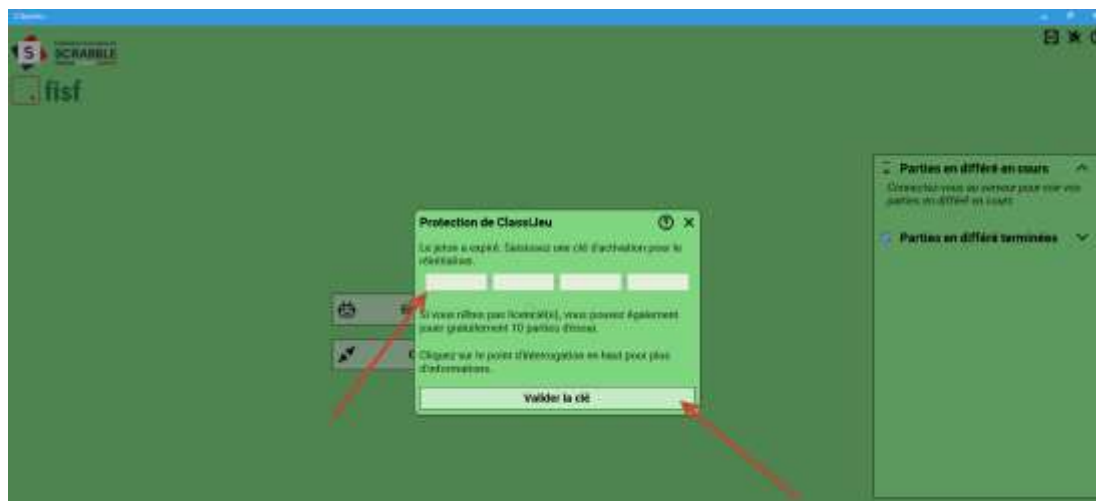 SCRABBLE
fisf
Parties en différé en cours
Connectez-vous au serveur pour voir vos
parties en différé en cours
Parties en différé terminées
Protection de ClassiJeu
Le jeton a expiré. Saisissez une clé d'activation pour le
réinitialiser.
Si vous n'êtes pas licencié(e), vous pouvez également
jouer gratuitement 10 parties d'essai.
Cliquez sur le point d'interrogation en haut pour plus
d'informations.
Valider la clé